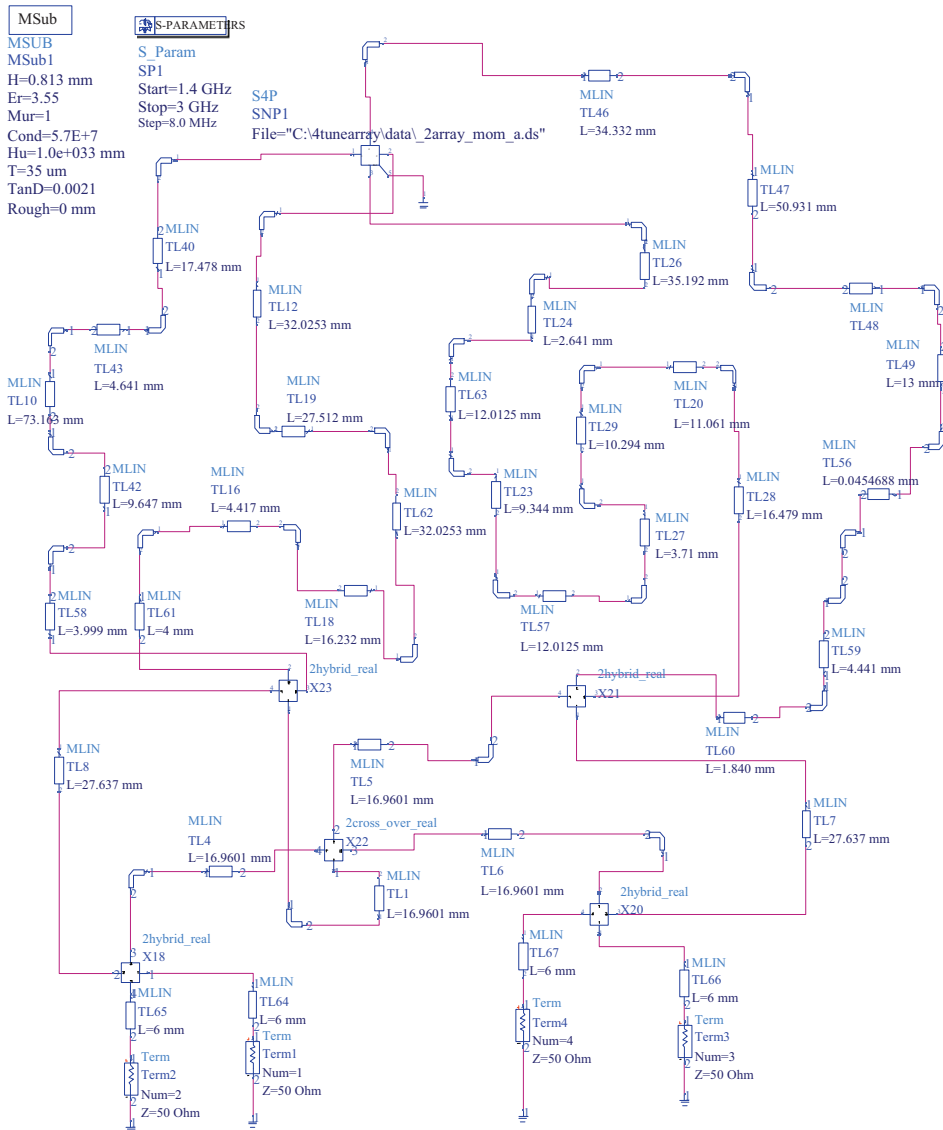 MSub
MSUB
MSub1
H=0.813 mm
Er=3.55
Mur=1
Cond=5.7E+7
Hu=1.0e+033 mm
T=35 um
TanD=0.0021
Rough=0 mm
S-PARAMETERS
S_Param
SP1
Start=1.4 GHz
Stop=3 GHz
Step=8.0 MHz
S4P
SNP1
File="C:\4tunearray\data\_2array_mom_a.ds"
MLIN
TL46
L=34.332 mm
MLIN
TL47
L=50.931 mm
MLIN
TL40
L=17.478 mm
MLIN
TL12
L=32.0253 mm
MLIN
TL26
L=35.192 mm
MLIN
TL24
L=2.641 mm
MLIN
TL48
MLIN
TL49
L=13 mm
MLIN
TL43
L=4.641 mm
MLIN
TL10
L=73.163 mm
MLIN
TL19
L=27.512 mm
MLIN
TL63
L=12.0125 mm
MLIN
TL20
L=11.061 mm
MLIN
TL29
L=10.294 mm
MLIN
TL56
L=0.0454688 mm
MLIN
TL42
L=9.647 mm
MLIN
TL16
L=4.417 mm
MLIN
TL62
L=32.0253 mm
MLIN
TL23
L=9.344 mm
MLIN
TL28
L=16.479 mm
MLIN
TL27
L=3.71 mm
MLIN
TL58
L=3.999 mm
MLIN
TL61
L=4 mm
MLIN
TL18
L=16.232 mm
MLIN
TL57
L=12.0125 mm
MLIN
TL59
L=4.441 mm
2hybrid_real
X23
2hybrid_real
X21
MLIN
TL60
L=1.840 mm
MLIN
TL8
L=27.637 mm
MLIN
TL5
L=16.9601 mm
MLIN
TL7
L=27.637 mm
MLIN
TL4
L=16.9601 mm
2cross_over_real
X22
MLIN
TL6
L=16.9601 mm
MLIN
TL1
L=16.9601 mm
2hybrid_real
X20
2hybrid_real
X18
MLIN
TL67
L=6 mm
MLIN
TL66
L=6 mm
MLIN
TL65
L=6 mm
MLIN
TL64
L=6 mm
Term
Term2
Num=2
Z=50 Ohm
Term
Term1
Num=1
Z=50 Ohm
Term
Term4
Num=4
Z=50 Ohm
Term
Term3
Num=3
Z=50 Ohm